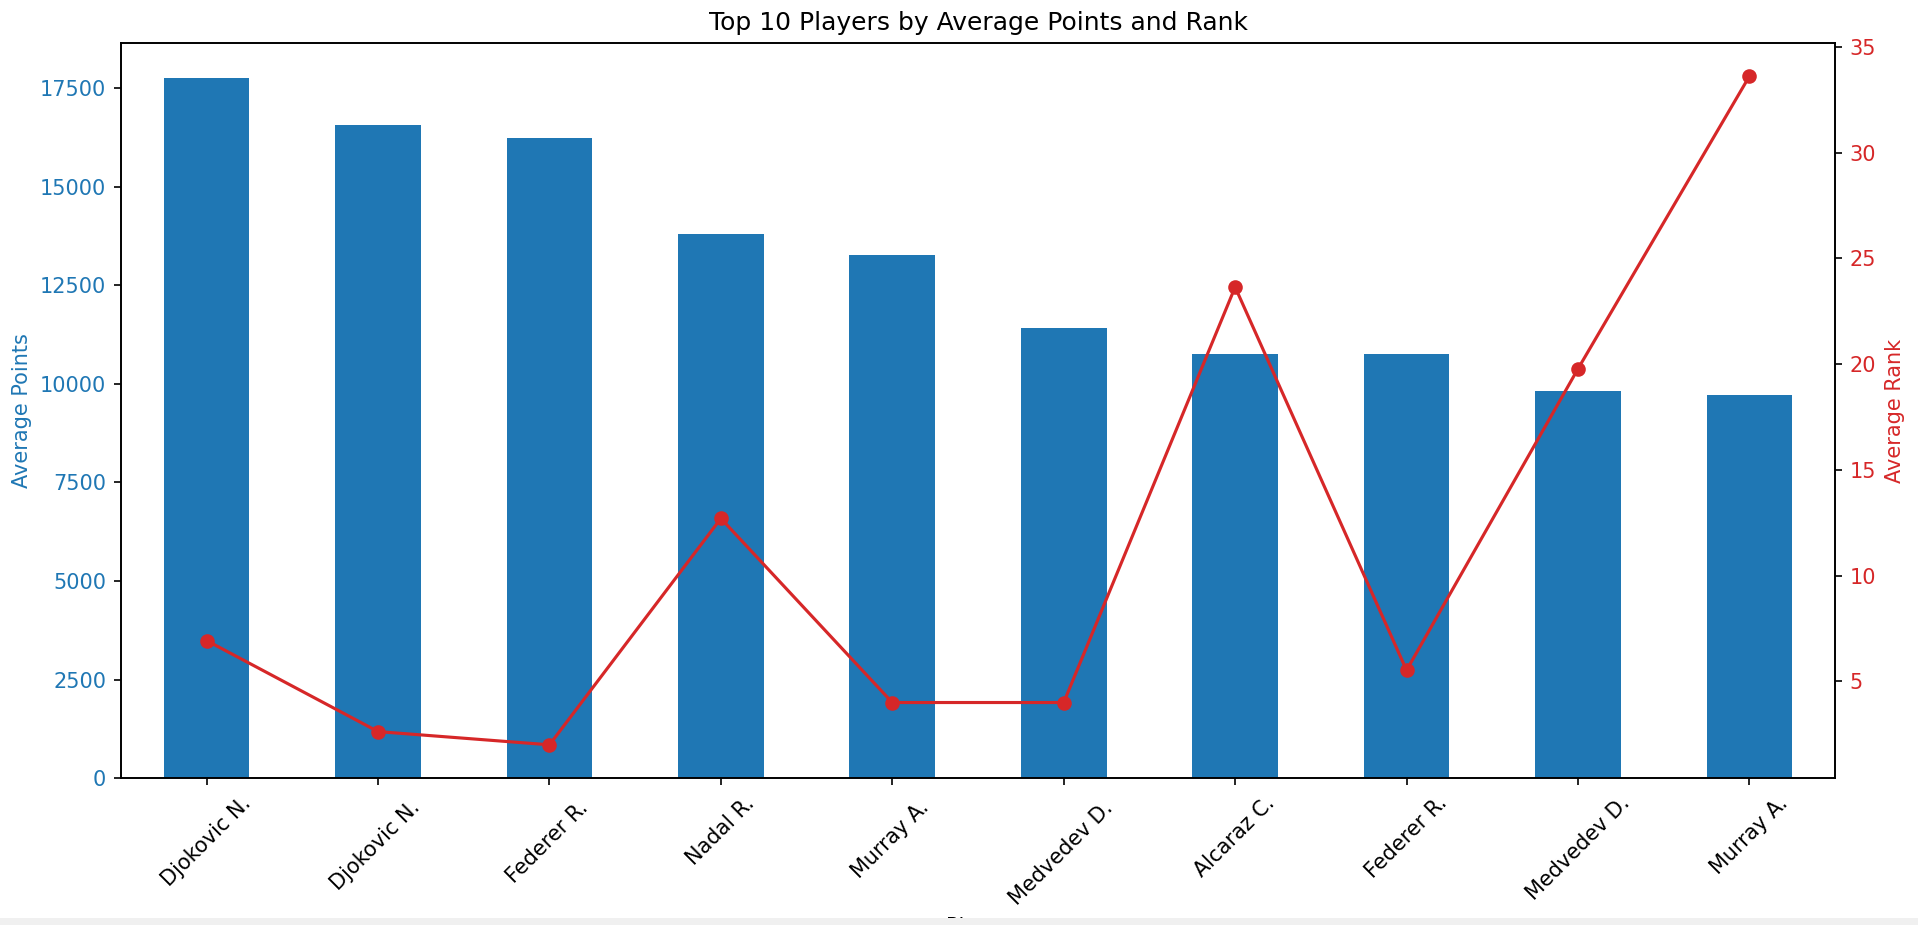 Top 10 Players by Average Points and Rank
Average Points
17500
15000
12500
10000
7500
5000
2500
0
35
30
25
20
15
10
5
Average Rank
Djokovic N.
Djokovic N.
Federer R.
Nadal R.
Murray A.
Medvedev D.
Alcaraz C.
Federer R.
Medvedev D.
Murray A.